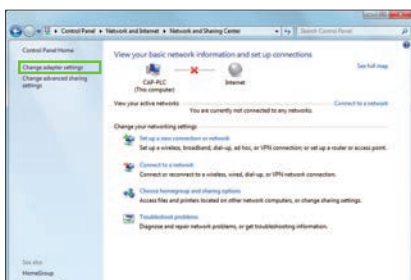 Control Panel ▸ Network and Internet ▸ Network and Sharing Center
Search Control Panel
Control Panel Home
Change adapter settings
Change advanced sharing
settings
View your basic network information and set up connections
See full map
CAP-PLC
(This computer)
Internet
View your active networks
Connect to a network
You are currently not connected to any networks.
Change your networking settings
Set up a new connection or network
Set up a wireless, broadband, dial-up, ad hoc, or VPN connection; or set up a router or access point.
Connect to a network
Connect or reconnect to a wireless, wired, dial-up, or VPN network connection.
Choose homegroup and sharing options
Access files and printers located on other network computers, or change sharing settings.
Troubleshoot problems
Diagnose and repair network problems, or get troubleshooting information.
See also
HomeGroup